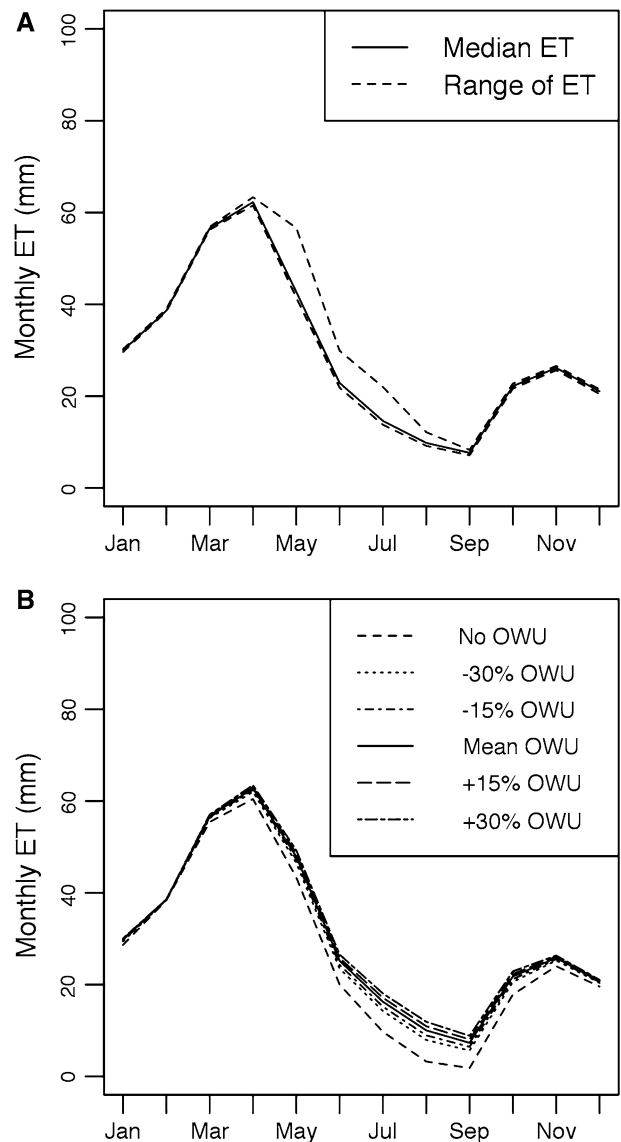 A
Monthly ET (mm)
100
80
60
40
20
0
Median ET
Range of ET
Jan Mar May Jul Sep Nov
B
Monthly ET (mm)
100
80
60
40
20
0
No OWU
-30% OWU
-15% OWU
Mean OWU
+15% OWU
+30% OWU
Jan Mar May Jul Sep Nov